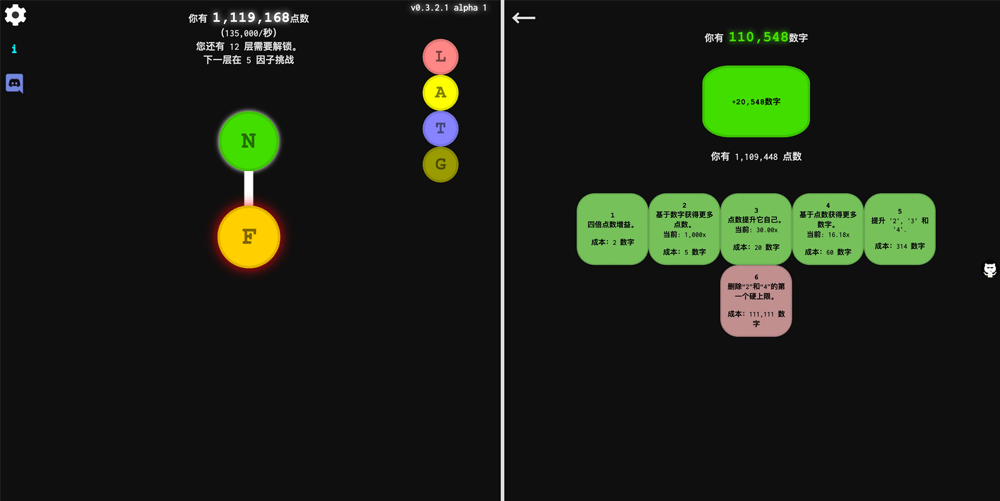 v0.3.2.1 alpha 1
你有 1,119,168点数
(135,000/秒)
您还有 12 层需要解锁。
下一层在 5 因子挑战
i
N
F
L
A
T
G
你有 110,548数字
+20,548数字
你有 1,109,448 点数
1
四倍点数增益。
成本: 2 数字
2
基于数字获得更多
点数。
当前: 1,000x
成本: 5 数字
3
点数提升它自己。
当前: 30.00x
成本: 20 数字
4
基于点数获得更多
数字。
当前: 16.18x
成本: 60 数字
5
提升 '2', '3' 和
'4'.
成本: 314 数字
6
删除"2"和"4"的第
一个硬上限。
成本: 111,111 数
字